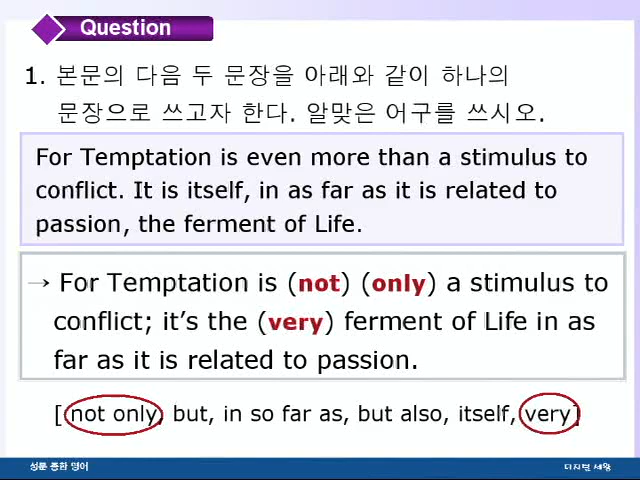 Question
1. 본문의 다음 두 문장을 아래와 같이 하나의
문장으로 쓰고자 한다. 알맞은 어구를 쓰시오.
For Temptation is even more than a stimulus to
conflict. It is itself, in as far as it is related to
passion, the ferment of Life.
→ For Temptation is (not) (only) a stimulus to
conflict; it’s the (very) ferment of Life in as
far as it is related to passion.
[ not only, but, in so far as, but also, itself, very]
성문 종합 영어
디지털 세왕